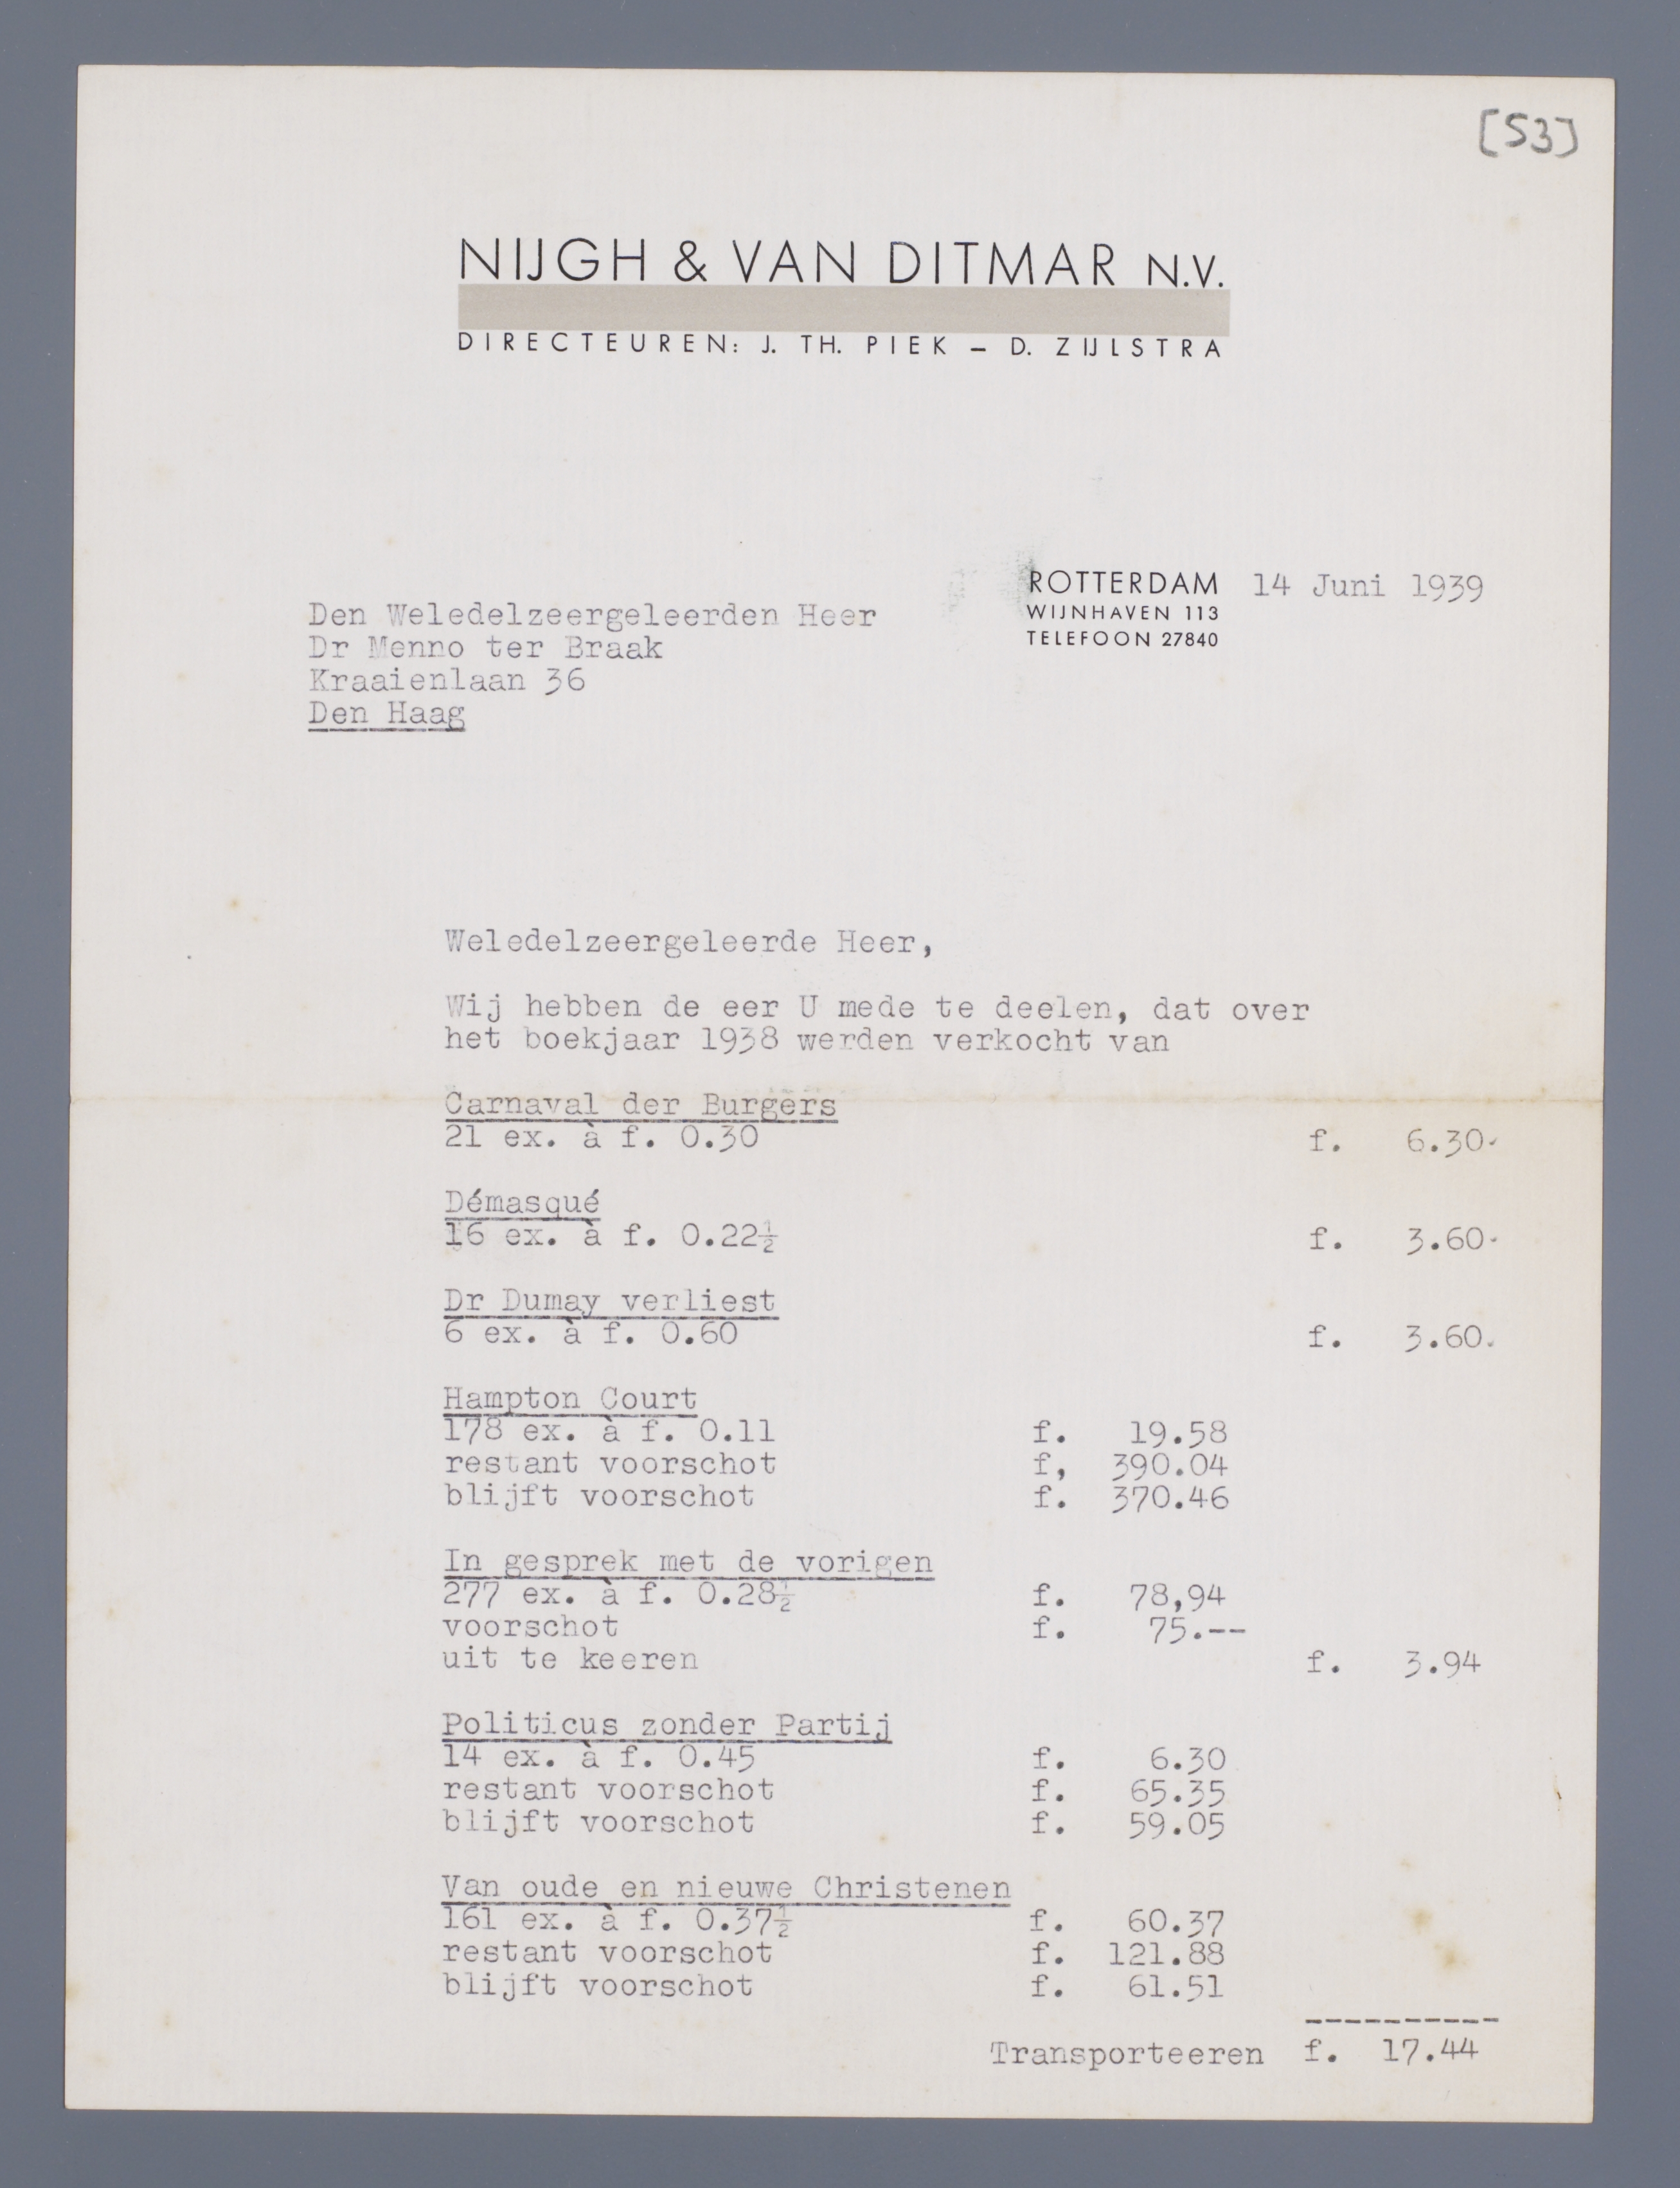 [53]
NIJGH & VAN DITMAR N.V.
DIRECTEUREN: J. TH. PIEK – D. ZIJLSTRA
ROTTERDAM 14 Juni 1939
WIJNHAVEN 113
TELEFOON 27840
Den Weledelzeergeleerden Heer
Dr Menno ter Braak
Kraaienlaan 36
Den Haag
Weledelzeergeleerde Heer,
Wij hebben de eer U mede te deelen, dat over
het boekjaar 1938 werden verkocht van
Carnaval der Burgers
21 ex. à f. 0.30 f. 6.30.
Démasqué
16 ex. à f. 0.22½ f. 3.60.
Dr Dumay verliest
6 ex. à f. 0.60 f. 3.60.
Hampton Court
178 ex. à f. 0.11 f. 19.58
restant voorschot f, 390.04
blijft voorschot f. 370.46
In gesprek met de vorigen
277 ex. à f. 0.28½ f. 78,94
voorschot f. 75.--
uit te keeren f. 3.94
Politicus zonder Partij
14 ex. à f. 0.45 f. 6.30
restant voorschot f. 65.35
blijft voorschot f. 59.05
Van oude en nieuwe Christenen
161 ex. à f. 0.37½ f. 60.37
restant voorschot f. 121.88
blijft voorschot f. 61.51
----------
Transporteeren f. 17.44